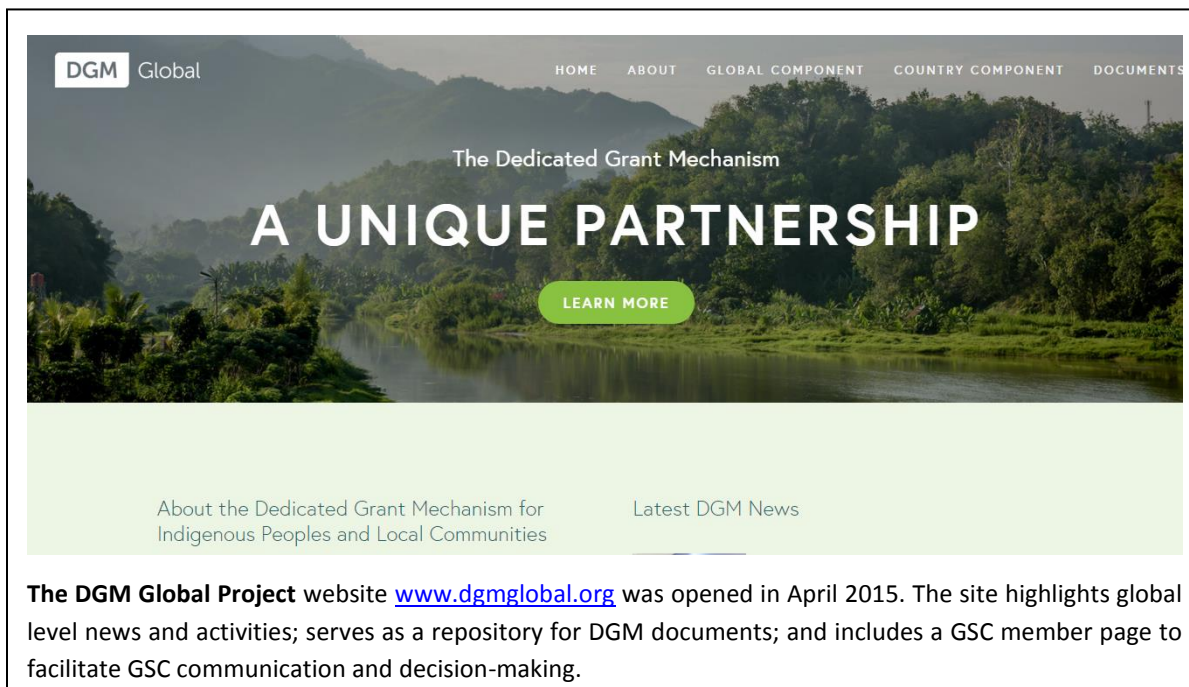 DGM Global
HOME ABOUT GLOBAL COMPONENT COUNTRY COMPONENT DOCUMENTS
The Dedicated Grant Mechanism
A UNIQUE PARTNERSHIP
LEARN MORE
About the Dedicated Grant Mechanism for
Indigenous Peoples and Local Communities
Latest DGM News
The DGM Global Project website www.dgmglobal.org was opened in April 2015. The site highlights global
level news and activities; serves as a repository for DGM documents; and includes a GSC member page to
facilitate GSC communication and decision-making.